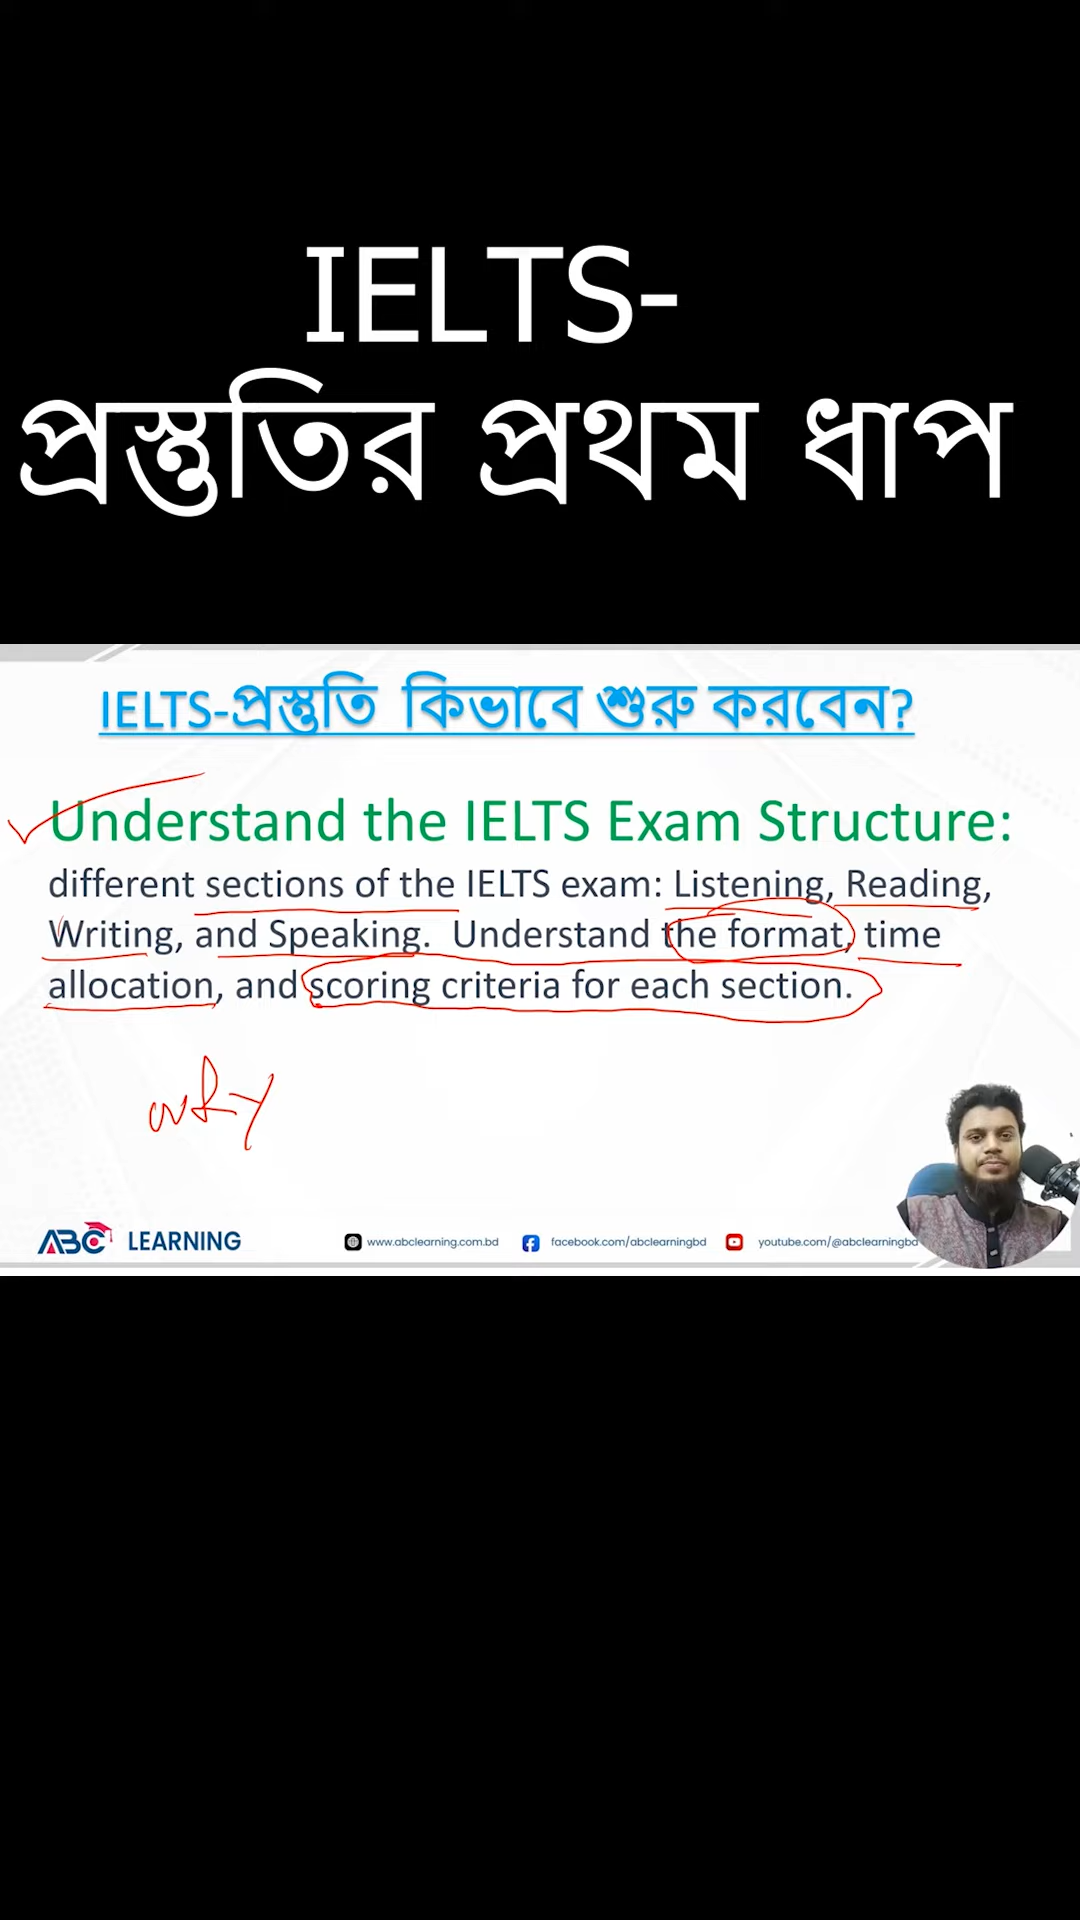 IELTS-
প্রস্তুতির প্রথম ধাপ
IELTS-প্রস্তুতি কিভাবে শুরু করবেন?
Understand the IELTS Exam Structure:
different sections of the IELTS exam: Listening, Reading,
Writing, and Speaking. Understand the format, time
allocation, and scoring criteria for each section.
why
ABC LEARNING
www.abclearning.com.bd
facebook.com/abclearningbd
youtube.com/@abclearningbd